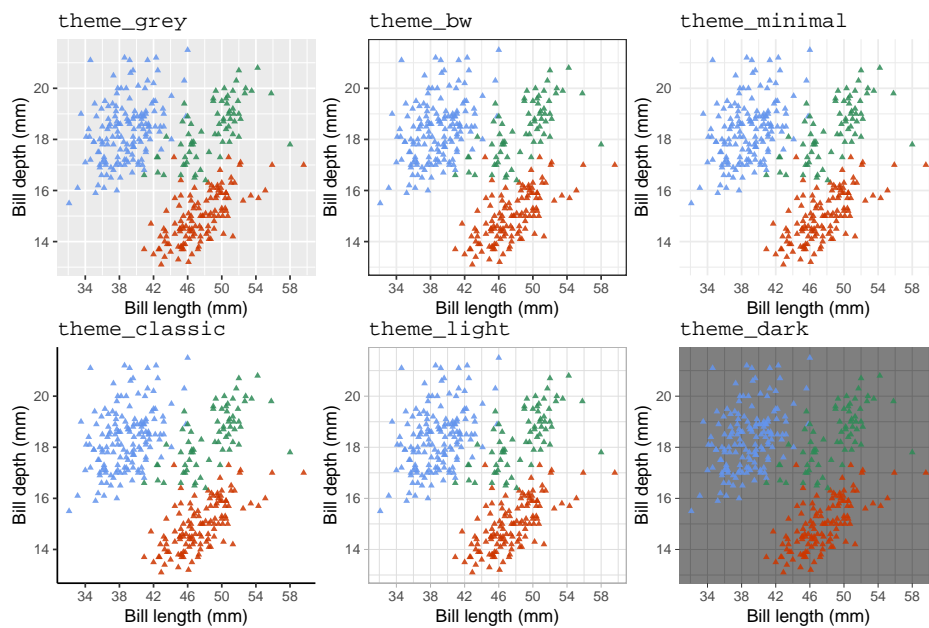 theme_grey theme_bw theme_minimal
20 20 20
18 18 18
16 16 16
14 14 14
Bill depth (mm) Bill depth (mm) Bill depth (mm)
34 38 42 46 50 54 58 34 38 42 46 50 54 58 34 38 42 46 50 54 58
Bill length (mm) Bill length (mm) Bill length (mm)
theme_classic theme_light theme_dark
20 20 20
18 18 18
16 16 16
14 14 14
Bill depth (mm) Bill depth (mm) Bill depth (mm)
34 38 42 46 50 54 58 34 38 42 46 50 54 58 34 38 42 46 50 54 58
Bill length (mm) Bill length (mm) Bill length (mm)